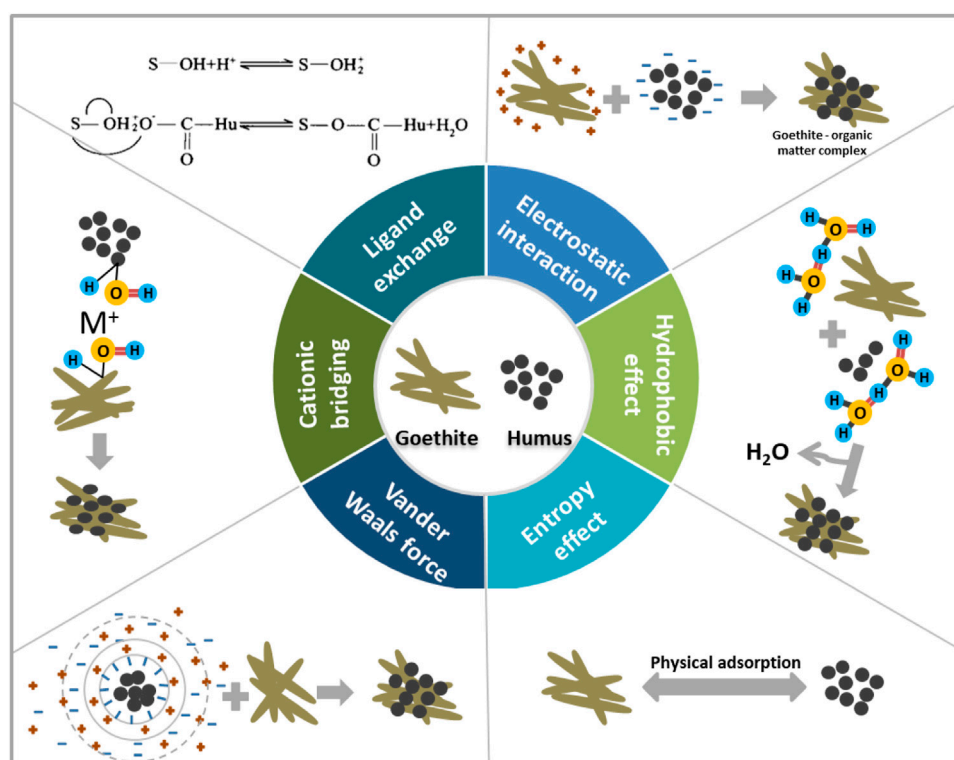 S—OH+H⁺ ⇌ S—OH₂⁺
S—OH₂⁺O⁻—C—Hu ⇌ S—O—C—Hu+H₂O
O
O
Goethite - organic
matter complex
Ligand
exchange
Electrostatic
interaction
Cationic
bridging
Hydrophobic
effect
Vander
Waals force
Entropy
effect
Goethite
Humus
H
O
H
M⁺
H
O
H
H
O
H
H
H
O
H
H
O
H
H
H
O
H
H₂O
Physical adsorption